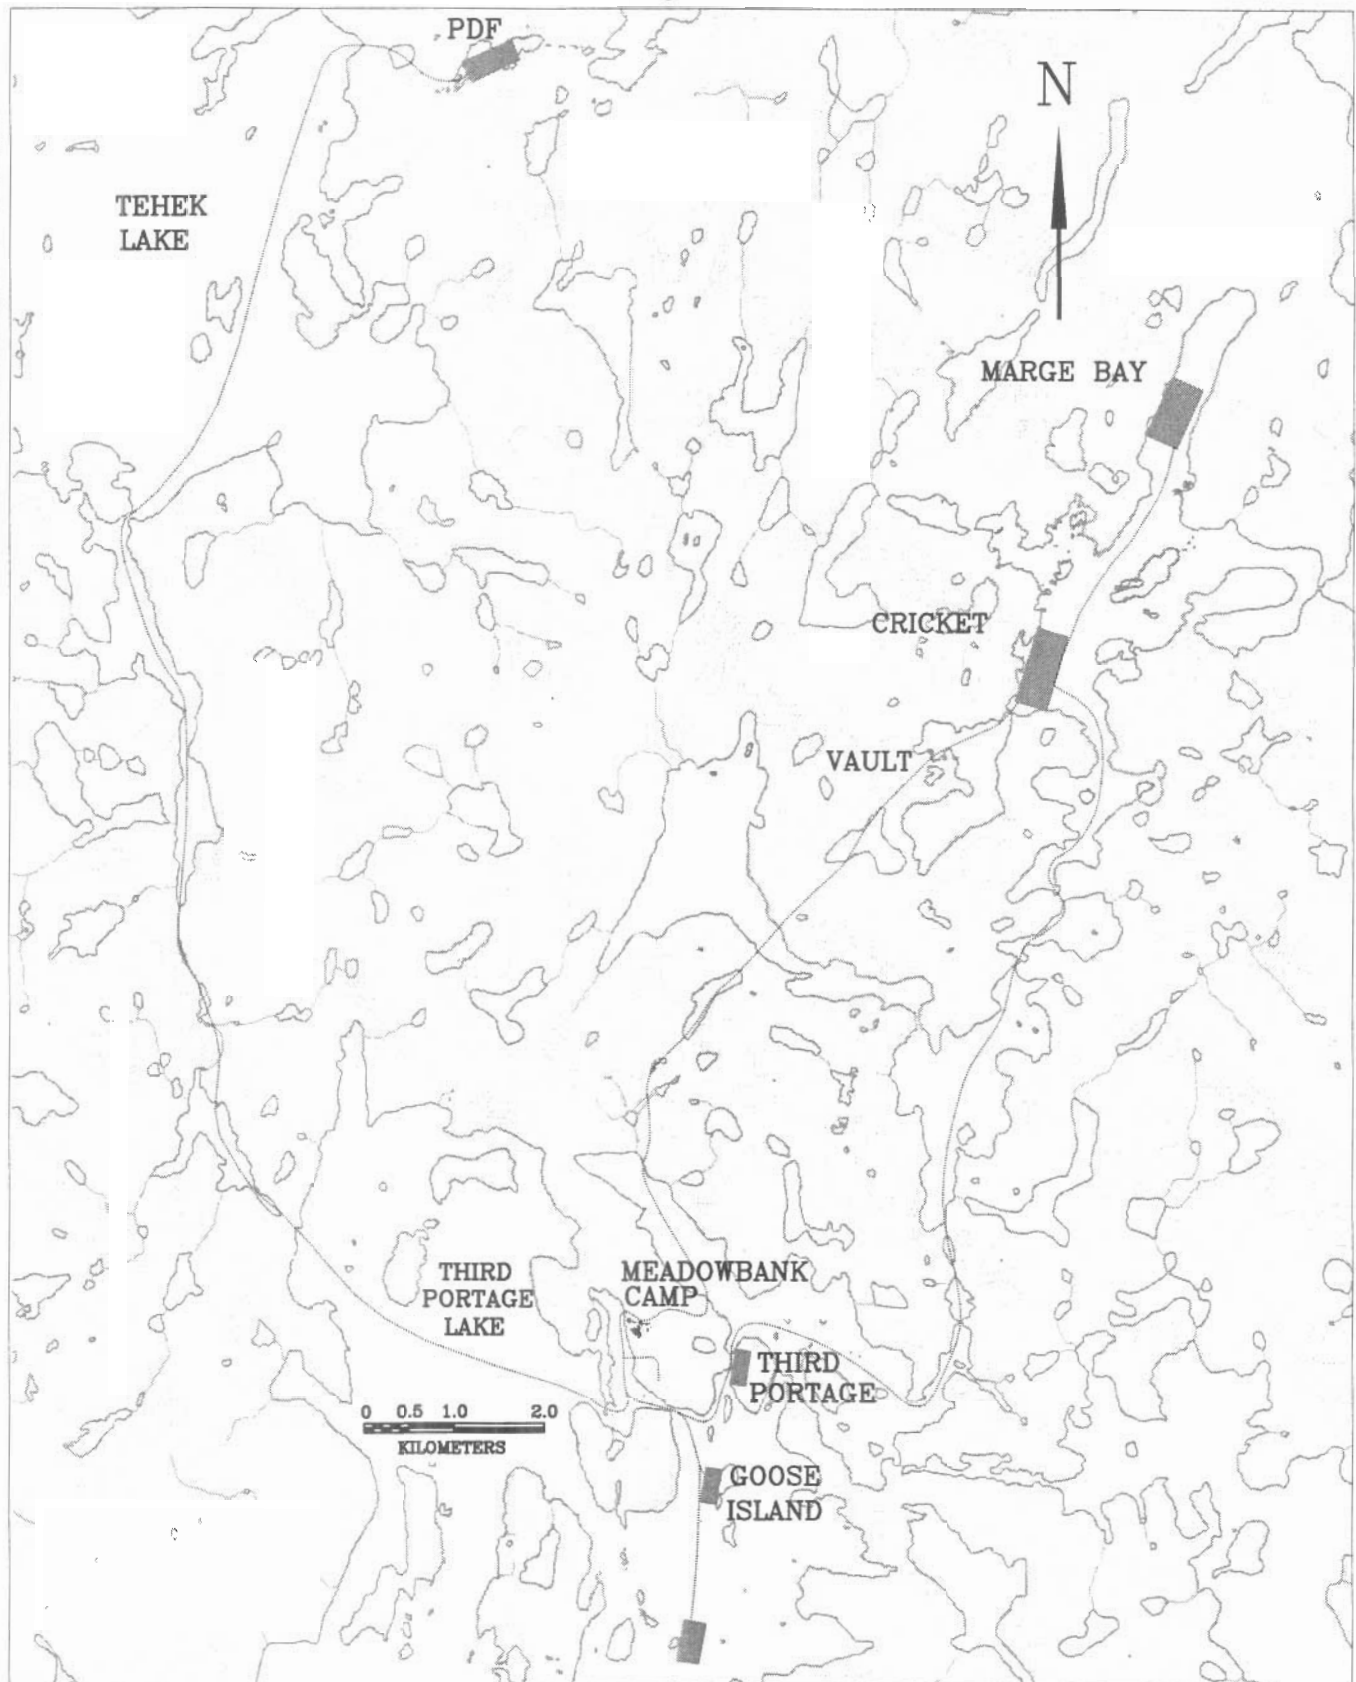 PDF
N
TEHEK
LAKE
MARGE BAY
CRICKET
VAULT
THIRD
PORTAGE
LAKE
MEADOWBANK
CAMP
THIRD
PORTAGE
0 0.5 1.0 2.0
KILOMETERS
GOOSE
ISLAND